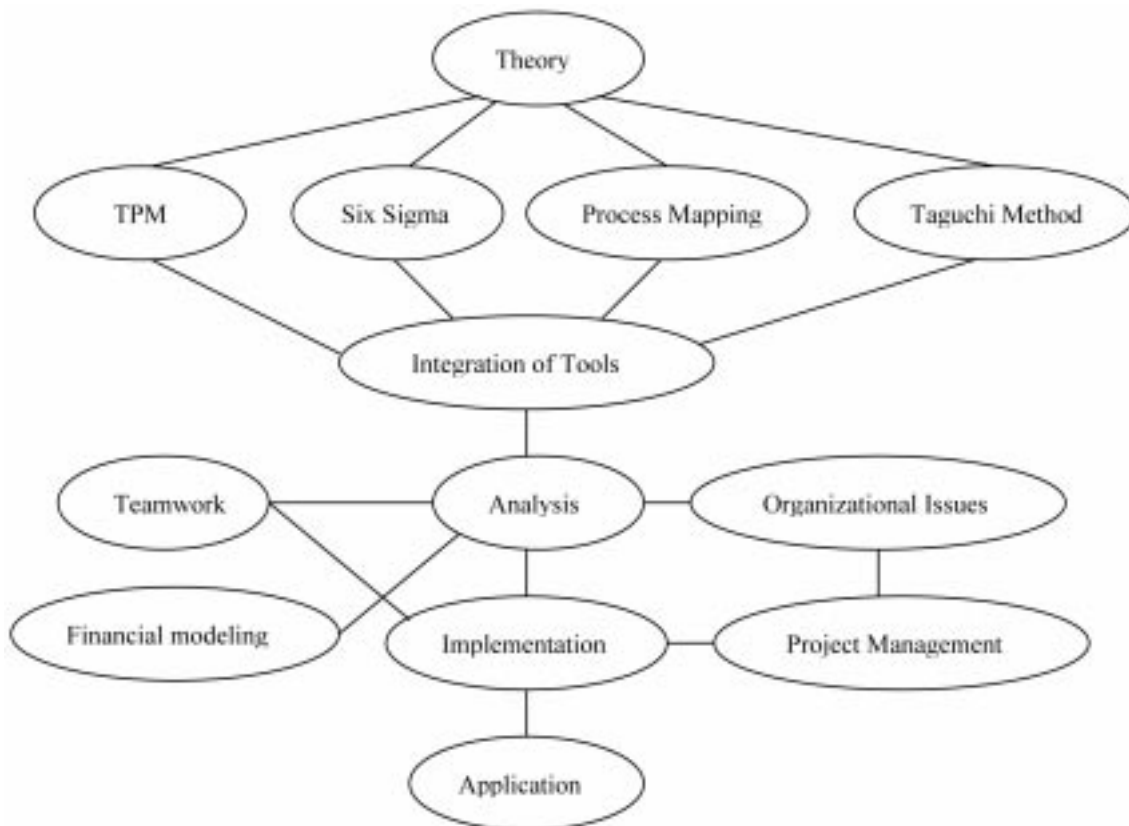 Theory
TPM
Six Sigma
Process Mapping
Taguchi Method
Integration of Tools
Teamwork
Analysis
Organizational Issues
Financial modeling
Implementation
Project Management
Application